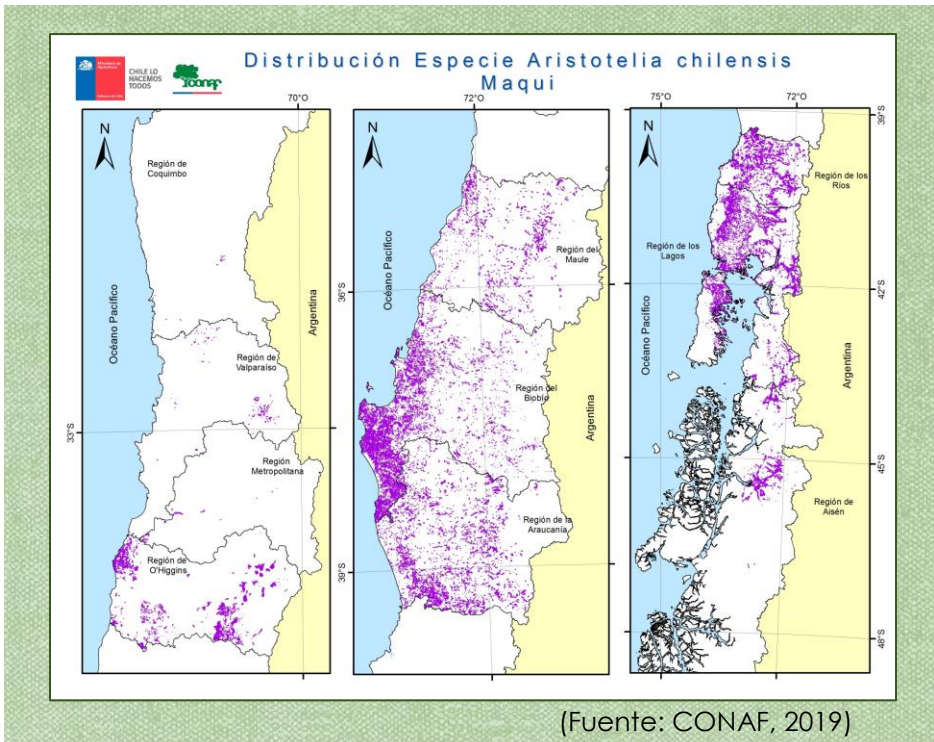 Distribución Especie Aristotelia chilensis
Maqui
CHILE LO
HACEMOS
TODOS
conaf
70°O
N
Región de
Coquimbo
Océano Pacífico
Argentina
Región de
Valparaíso
33°S
Región
Metropolitana
Región de
O'Higgins
72°O
N
Océano Pacífico
Región del
Maule
36°S
Región del
Biobío
Argentina
Región de la
Araucanía
39°S
75°O
72°O
39°S
N
Región de los
Ríos
Región de los
Lagos
42°S
Océano Pacífico
Argentina
45°S
Región de
Aisén
48°S
(Fuente: CONAF, 2019)